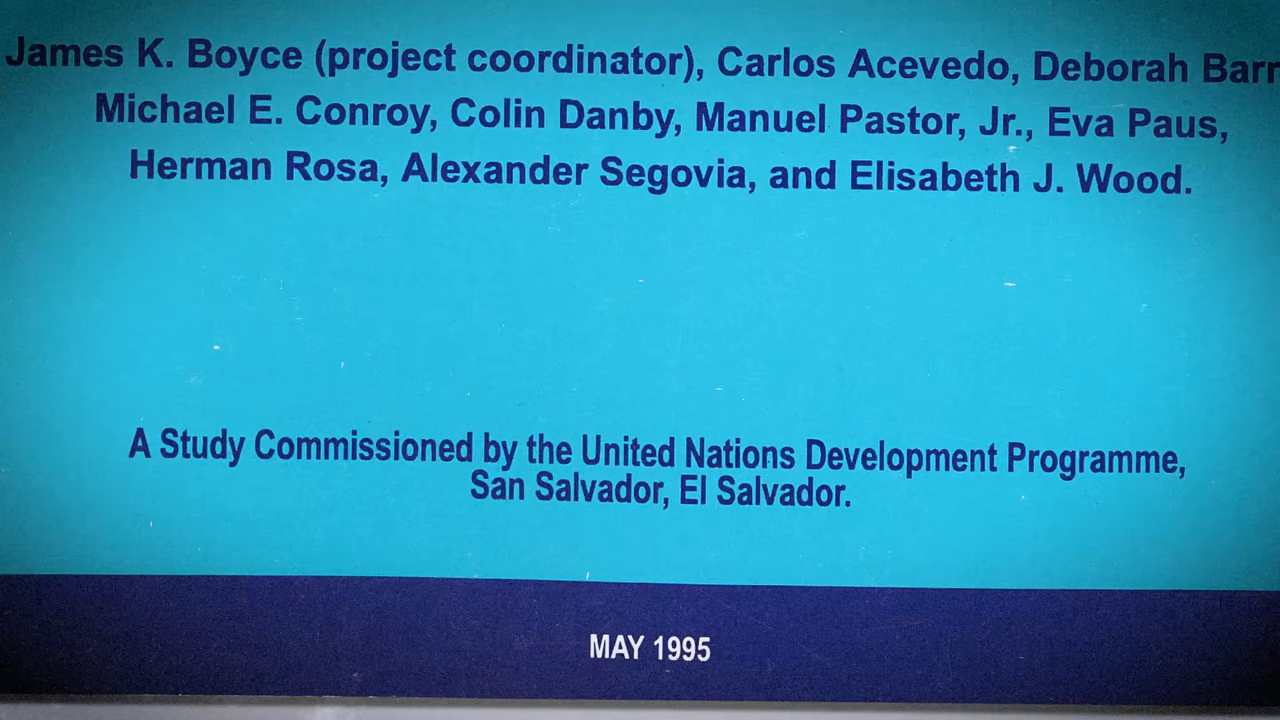 James K. Boyce (project coordinator), Carlos Acevedo, Deborah
Michael E. Conroy, Colin Danby, Manuel Pastor, Jr., Eva Paus,
Herman Rosa, Alexander Segovia, and Elisabeth J. Wood.
A Study Commissioned by the United Nations Development Programme,
San Salvador, El Salvador.
MAY 1995